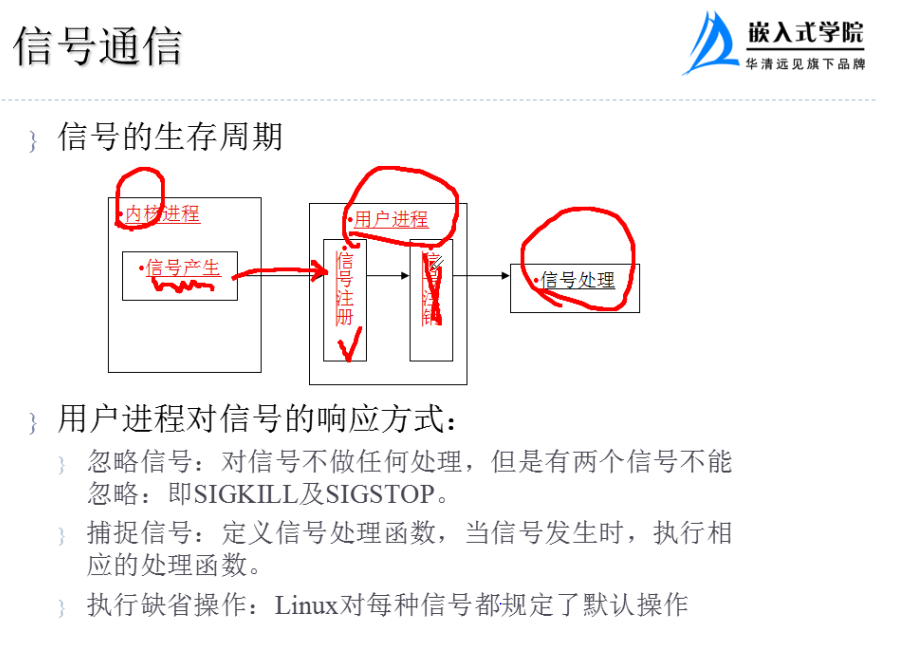 信号通信
嵌入式学院
华清远见旗下品牌
信号的生存周期
•内核进程
•用户进程
•信号产生
•信号注册
•信号注销
•信号处理
用户进程对信号的响应方式：
忽略信号：对信号不做任何处理，但是有两个信号不能
忽略：即SIGKILL及SIGSTOP。
捕捉信号：定义信号处理函数，当信号发生时，执行相
应的处理函数。
执行缺省操作：Linux对每种信号都规定了默认操作